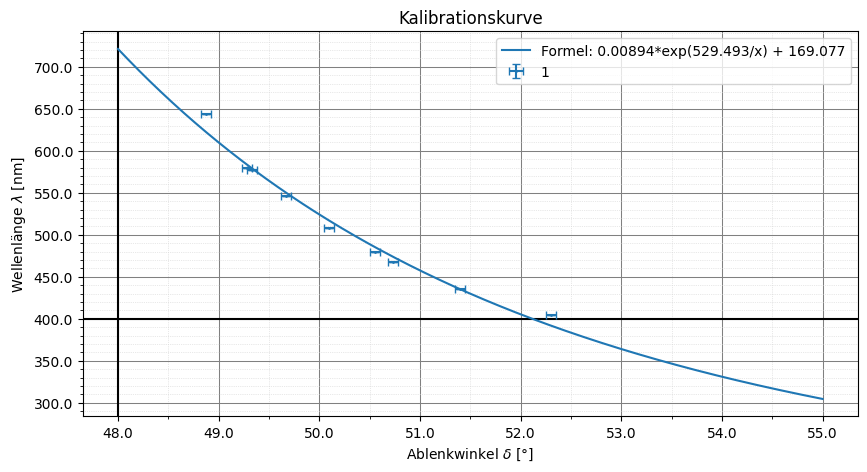 Kalibrationskurve
Formel: 0.00894*exp(529.493/x) + 169.077
1
Wellenlänge λ [nm]
700.0
650.0
600.0
550.0
500.0
450.0
400.0
350.0
300.0
48.0 49.0 50.0 51.0 52.0 53.0 54.0 55.0
Ablenkwinkel δ [°]